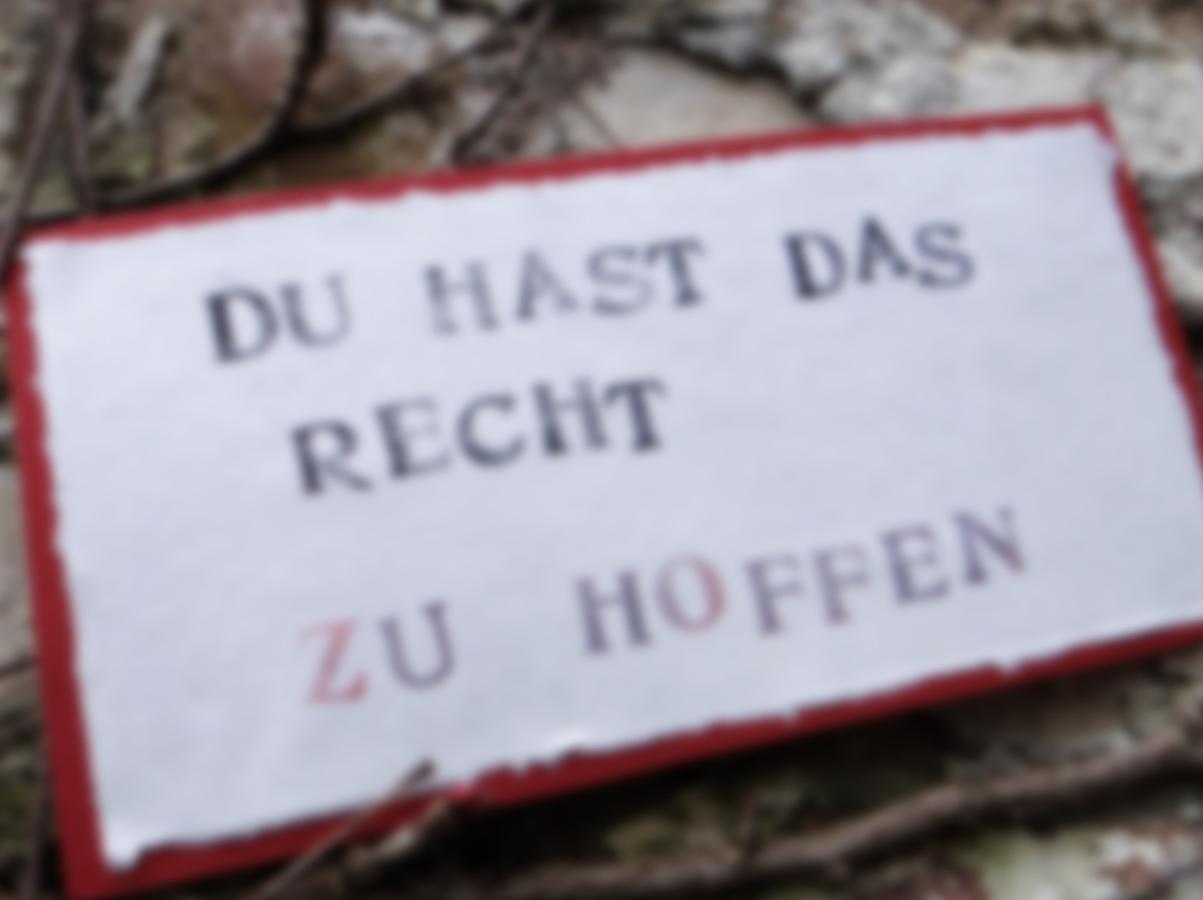 DU HAST DAS
RECHT
ZU HOFFEN